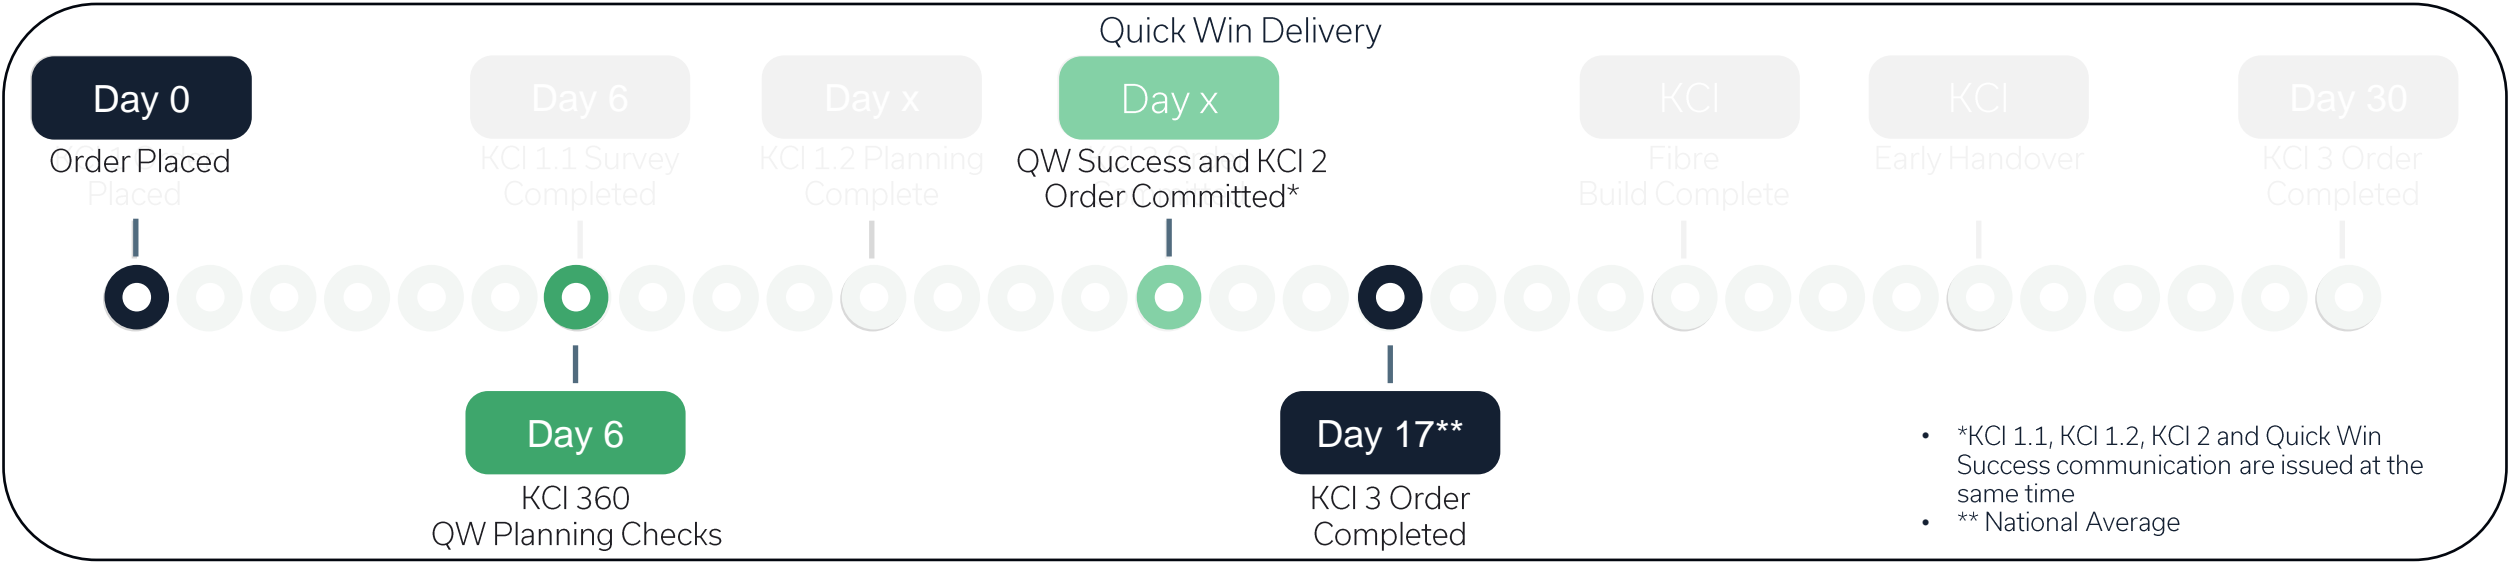 Quick Win Delivery
Day 0
Day 6
Day x
Day x
KCI
KCI
Day 30
Order Placed
Placed
KCI 1.1 Survey
Completed
KCI 1.2 Planning
Complete
QW Success and KCI 2
Order Committed*
Fibre
Build Complete
Early Handover
KCI 3 Order
Completed
Day 6
KCI 360
QW Planning Checks
Day 17**
KCI 3 Order
Completed
• *KCI 1.1, KCI 1.2, KCI 2 and Quick Win
Success communication are issued at the
same time
• ** National Average